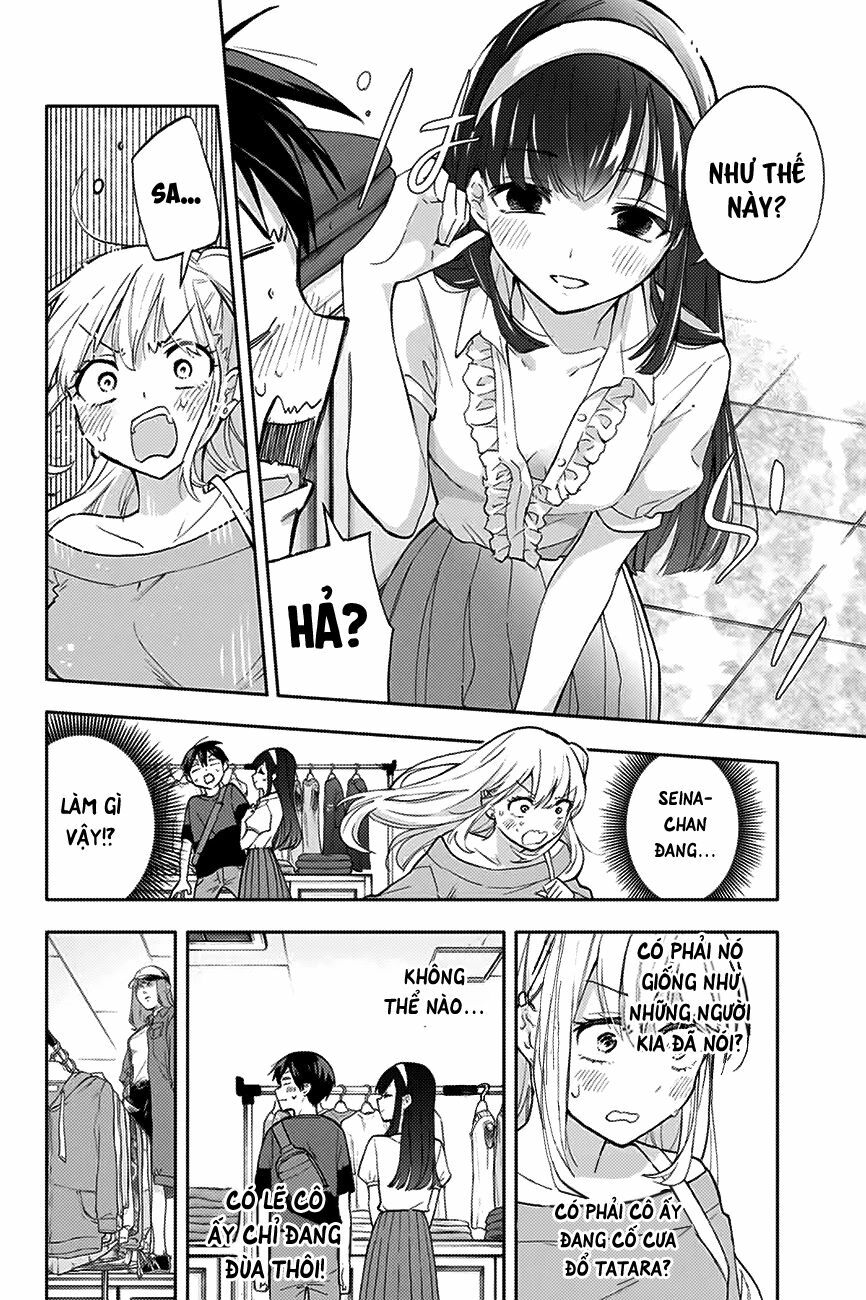 NHƯ THẾ
NÀY?
HẢ?
SA...
SEINA-
CHAN
ĐANG...
LÀM GÌ
VẬY!?
CÓ PHẢI NÓ
GIỐNG NHƯ
NHỮNG NGƯỜI
KIA ĐÃ NÓI?
CÓ PHẢI CÔ ẤY
ĐANG CỐ CƯA
ĐỔ TATARA?
KHÔNG
THỂ NÀO...
CÓ LẼ CÔ
ẤY CHỈ ĐANG
ĐÙA THÔI!